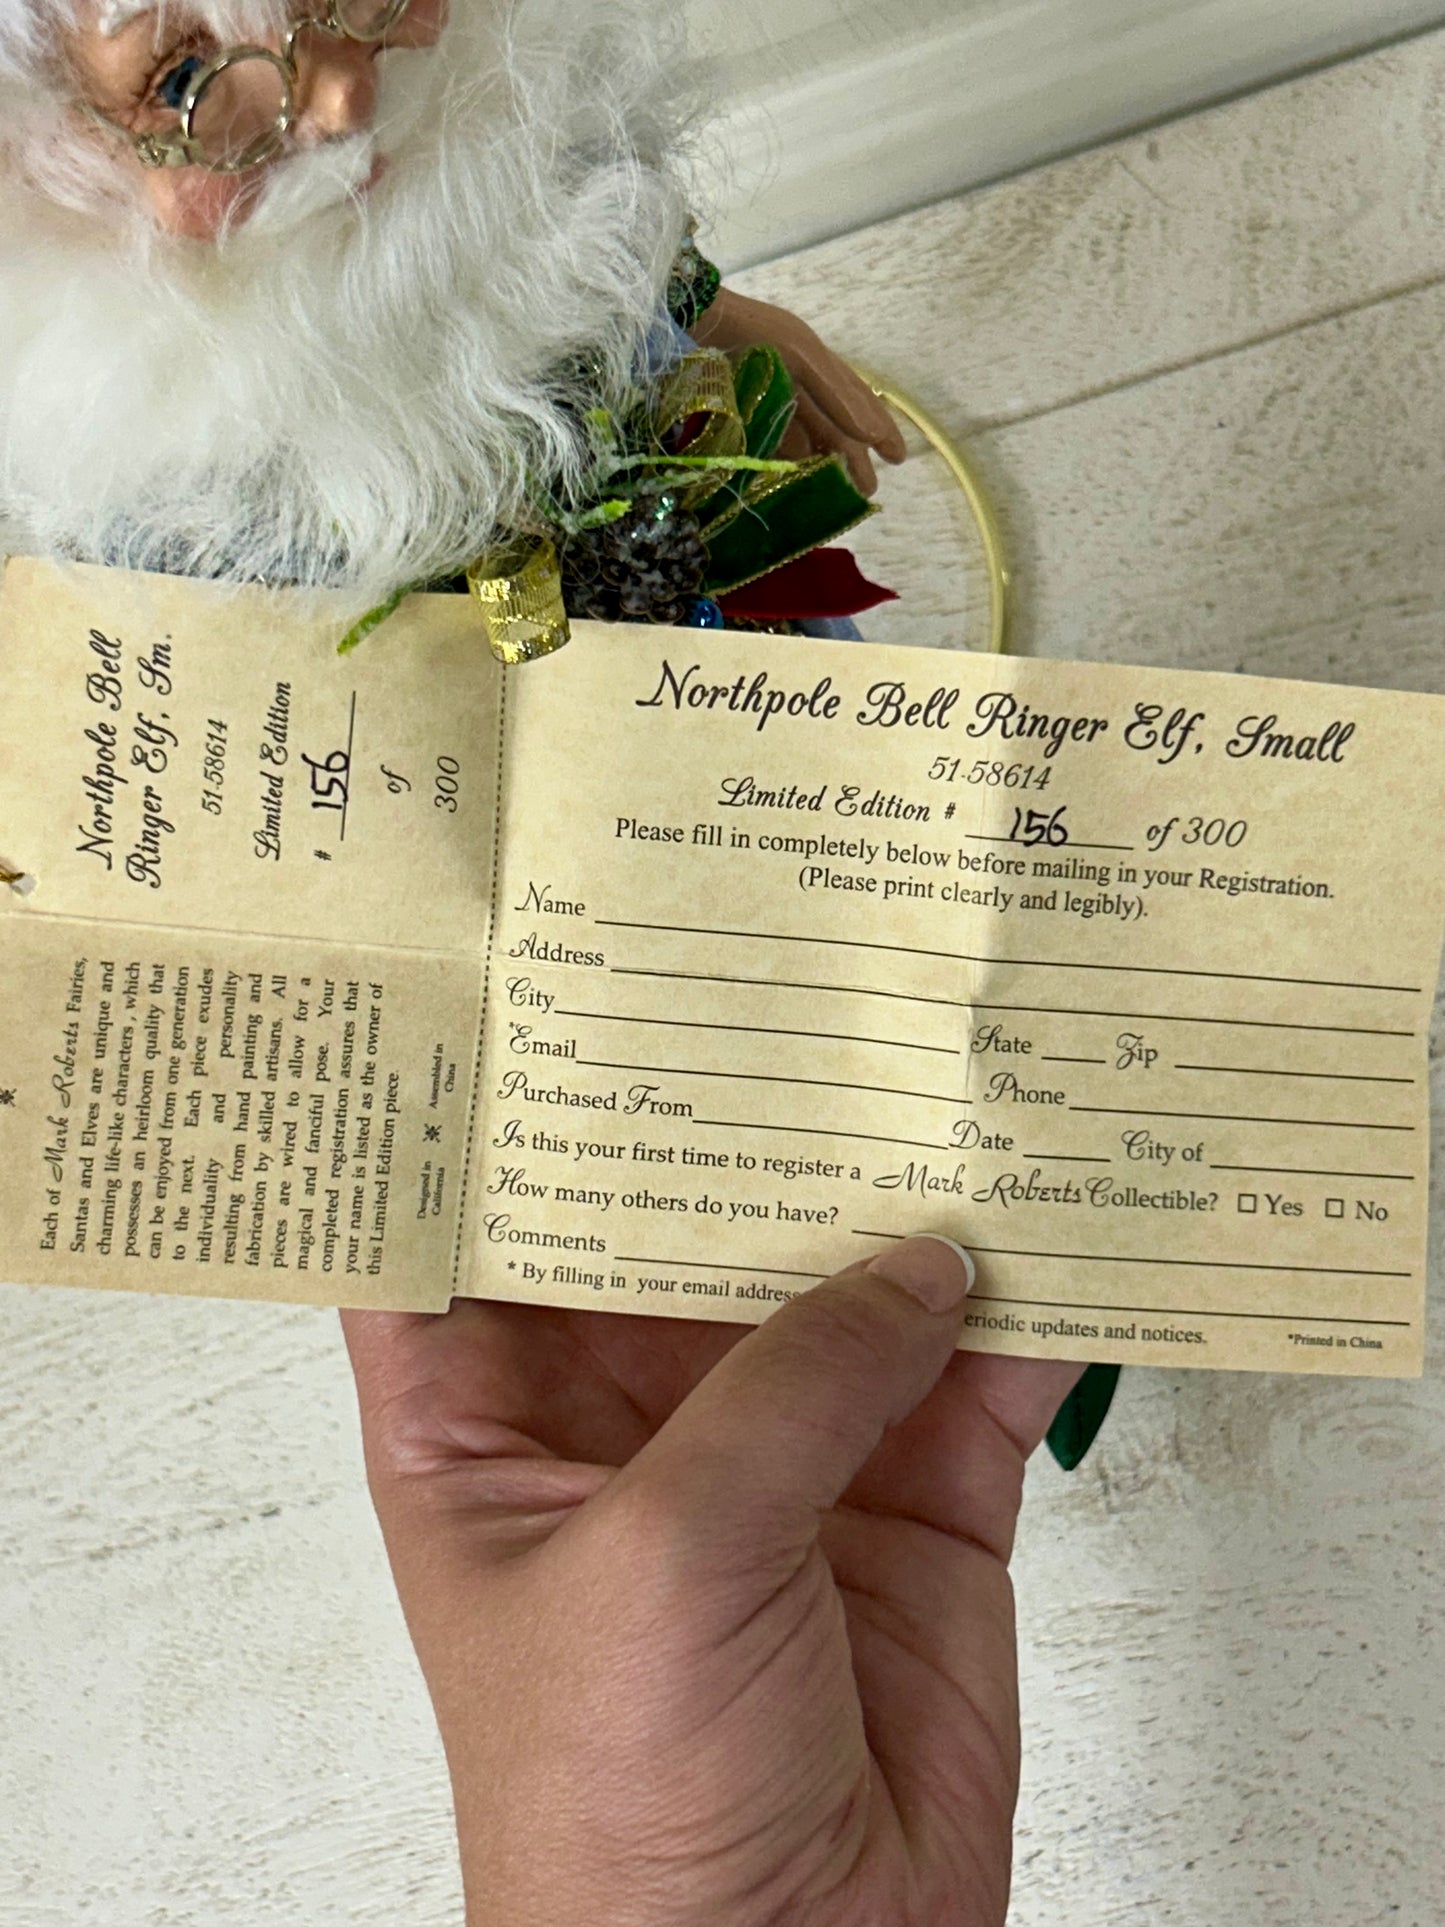 Northpole Bell
Ringer Elf, Sm.
51-58614
Limited Edition
# 156
of
300
Each of Mark Roberts Fairies,
Santas and Elves are unique and
charming life-like characters , which
possesses an heirloom quality that
can be enjoyed from one generation
to the next. Each piece exudes
individuality and personality
resulting from hand painting and
fabrication by skilled artisans. All
pieces are wired to allow for a
magical and fanciful pose. Your
completed registration assures that
your name is listed as the owner of
this Limited Edition piece.
Designed in
California
Assembled in
China
Northpole Bell Ringer Elf, Small
51-58614
Limited Edition # 156 of 300
Please fill in completely below before mailing in your Registration.
(Please print clearly and legibly).
Name
Address
City State Zip
*Email Phone
Purchased From Date City of
Is this your first time to register a Mark Roberts Collectible? ☐ Yes ☐ No
How many others do you have?
Comments
* By filling in your email address eriodic updates and notices.
*Printed in China